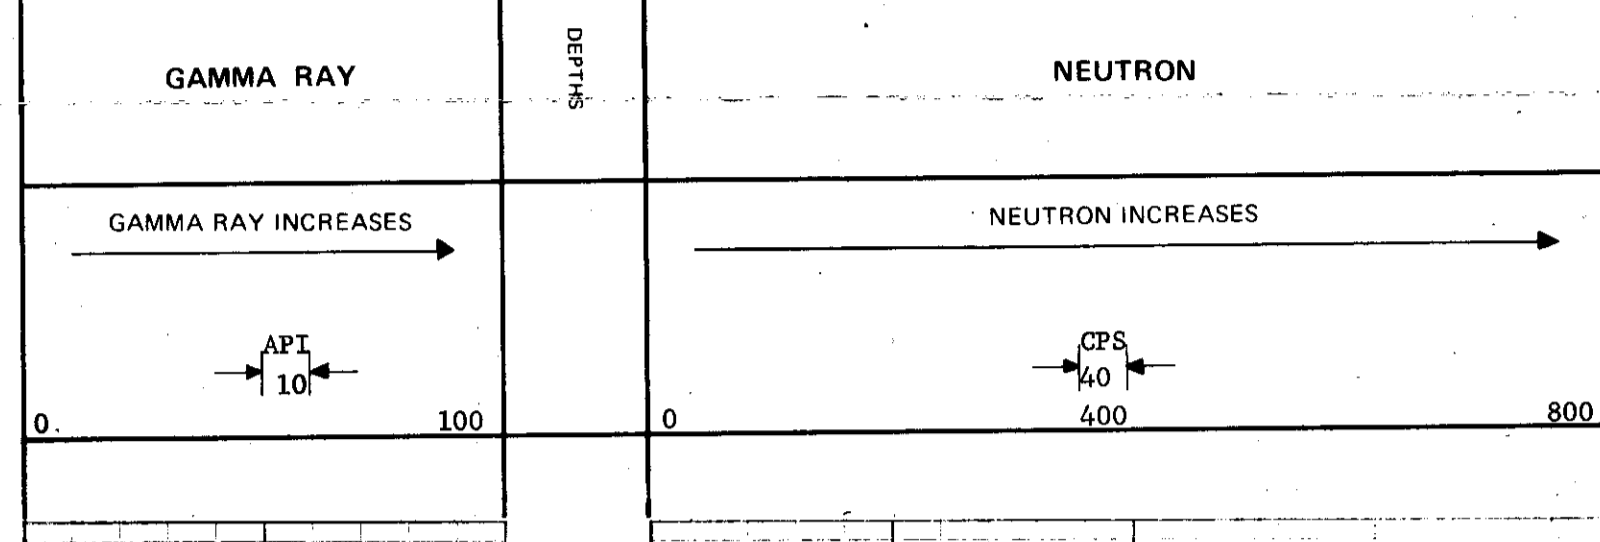 GAMMA RAY
DEPTHS
NEUTRON
GAMMA RAY INCREASES
NEUTRON INCREASES
API
10
CPS
40
0
100
0
400
800